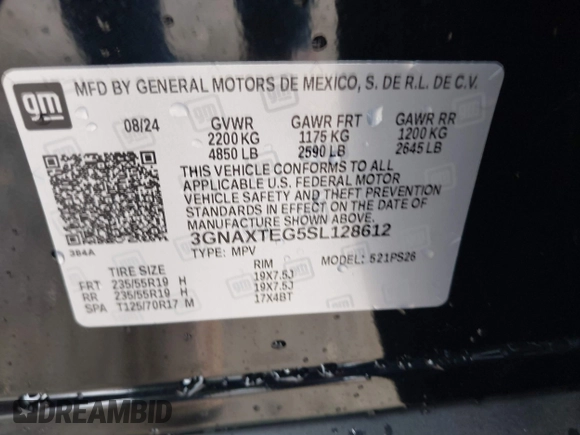 gm
MFD BY GENERAL MOTORS DE MEXICO, S. DE R.L. DE C.V.
08/24 GVWR GAWR FRT GAWR RR
2200 KG 1175 KG 1200 KG
4850 LB 2590 LB 2645 LB
THIS VEHICLE CONFORMS TO ALL
APPLICABLE U.S. FEDERAL MOTOR
VEHICLE SAFETY AND THEFT
PREVENTION STANDARDS IN EFFECT ON
THE DATE OF MANUFACTURE SHOWN ABOVE.
3GNAXTEG5SL128612
384A
TYPE: MPV MODEL: 521PS26
TIRE SIZE RIM
FRT 235/55R19 H 19X7.5J
RR 235/55R19 H 19X7.5J
SPA T125/70R17 M 17X4BT
DREAMBID